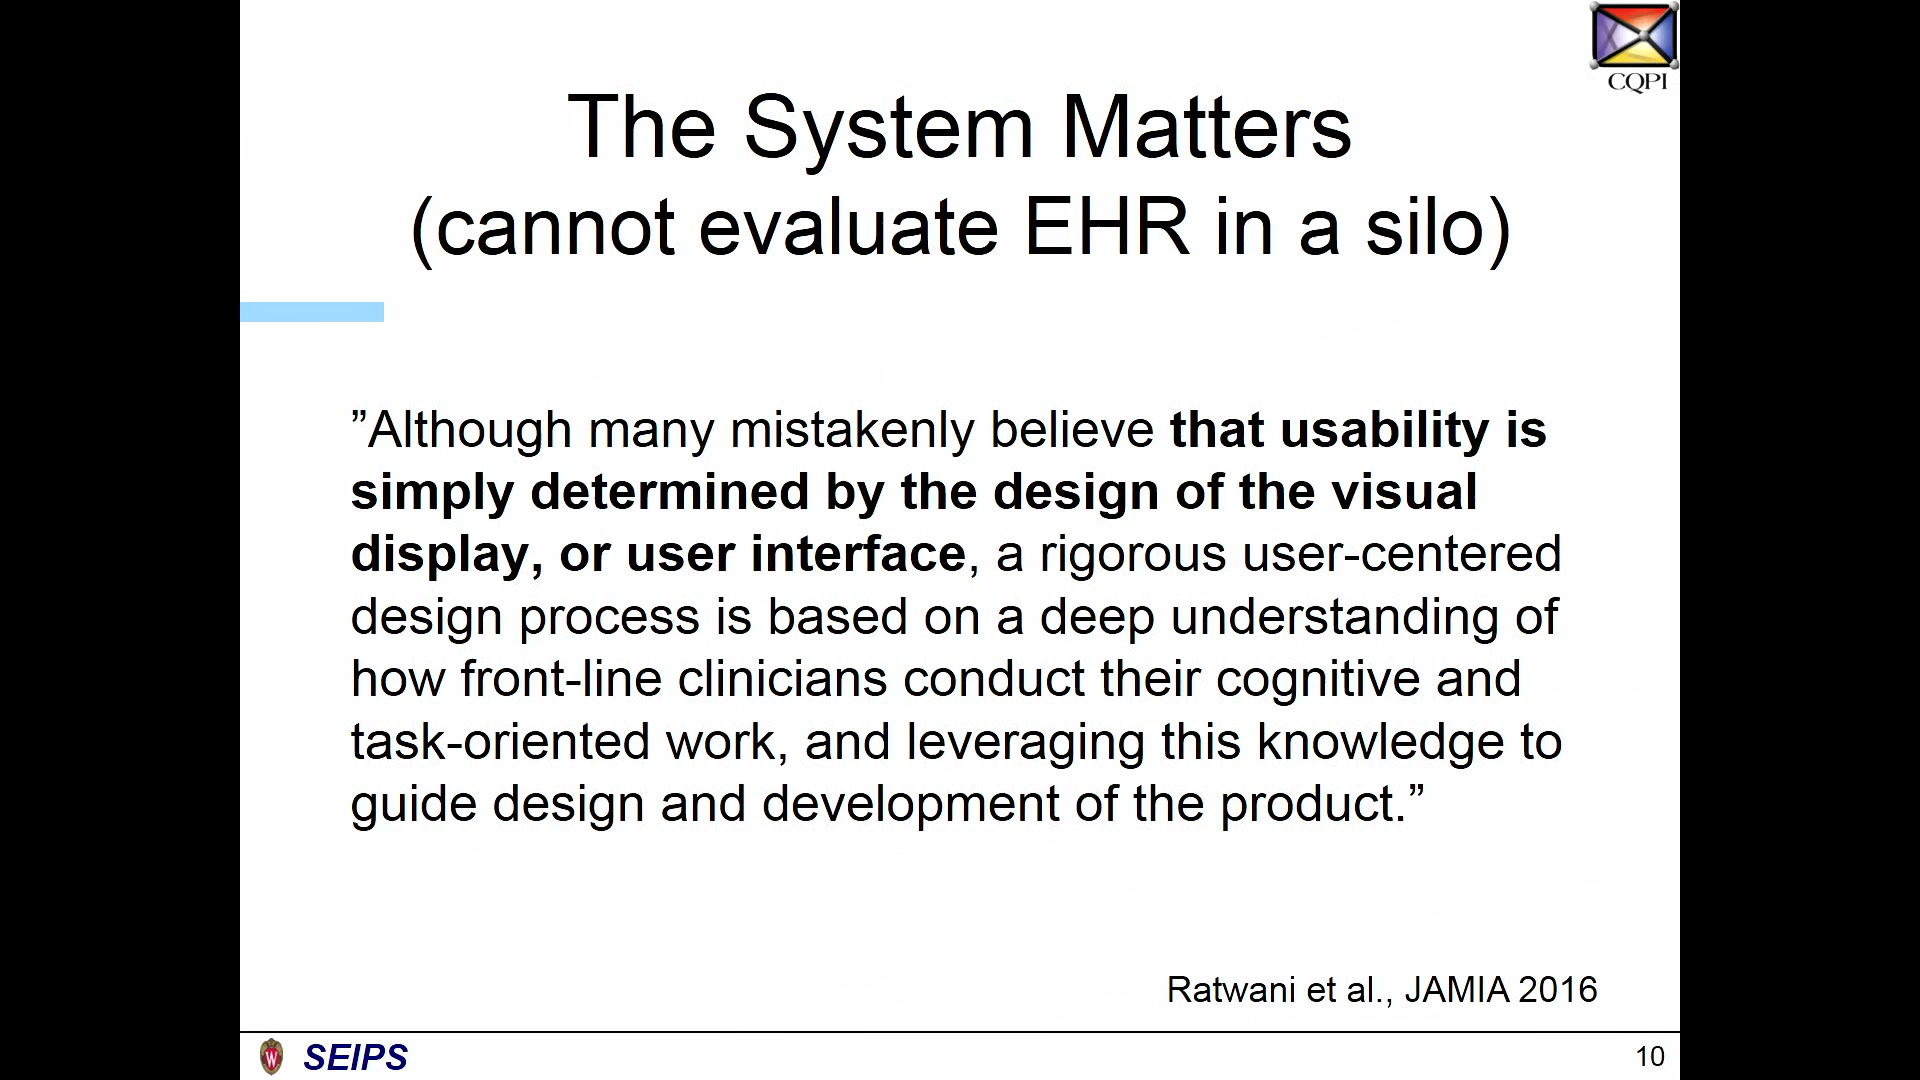 CQPI
The System Matters
(cannot evaluate EHR in a silo)
”Although many mistakenly believe that usability is
simply determined by the design of the visual
display, or user interface, a rigorous user-centered
design process is based on a deep understanding of
how front-line clinicians conduct their cognitive and
task-oriented work, and leveraging this knowledge to
guide design and development of the product.”
Ratwani et al., JAMIA 2016
W
SEIPS
10